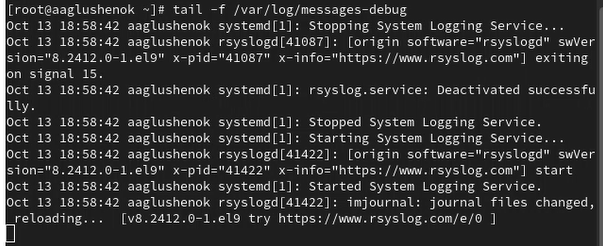 [root@aaglushenok ~]# tail -f /var/log/messages-debug
Oct 13 18:58:42 aaglushenok systemd[1]: Stopping System Logging Service...
Oct 13 18:58:42 aaglushenok rsyslogd[41087]: [origin software="rsyslogd" swVer
sion="8.2412.0-1.el9" x-pid="41087" x-info="https://www.rsyslog.com"] exiting
on signal 15.
Oct 13 18:58:42 aaglushenok systemd[1]: rsyslog.service: Deactivated successfu
lly.
Oct 13 18:58:42 aaglushenok systemd[1]: Stopped System Logging Service.
Oct 13 18:58:42 aaglushenok systemd[1]: Starting System Logging Service...
Oct 13 18:58:42 aaglushenok rsyslogd[41422]: [origin software="rsyslogd" swVer
sion="8.2412.0-1.el9" x-pid="41422" x-info="https://www.rsyslog.com"] start
Oct 13 18:58:42 aaglushenok systemd[1]: Started System Logging Service.
Oct 13 18:58:42 aaglushenok rsyslogd[41422]: imjournal: journal files changed,
 reloading...  [v8.2412.0-1.el9 try https://www.rsyslog.com/e/0 ]